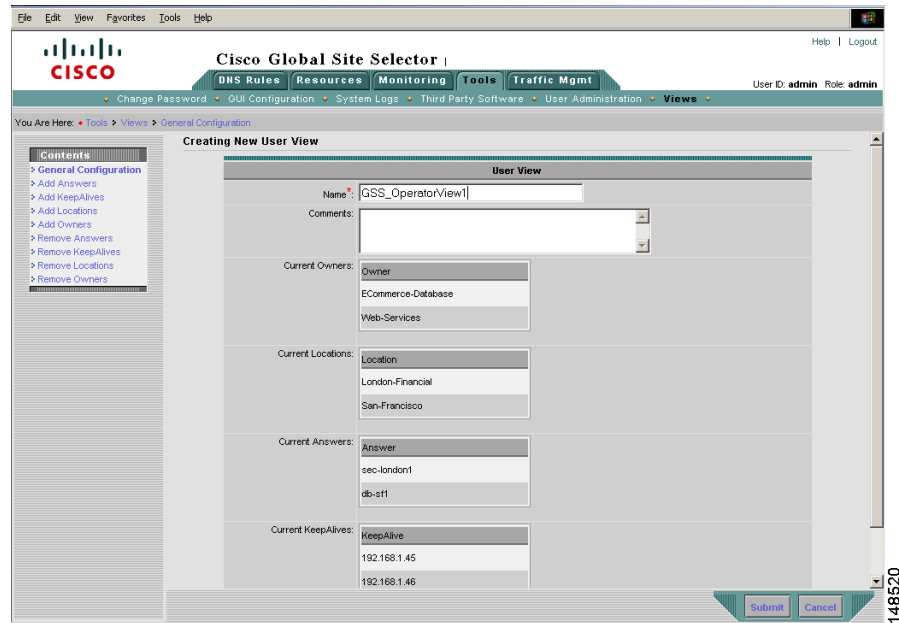 File Edit View Favorites Tools Help
CISCO
Cisco Global Site Selector
Help | Logout
DNS Rules Resources Monitoring Tools Traffic Mgmt
User ID: admin Role: admin
Change Password GUI Configuration System Logs Third Party Software User Administration Views
You Are Here: Tools > Views > General Configuration
Contents
General Configuration
Add Answers
Add KeepAlives
Add Locations
Add Owners
Remove Answers
Remove KeepAlives
Remove Locations
Remove Owners
Creating New User View
User View
Name*: GSS_OperatorView1
Comments:
Current Owners:
Owner
ECommerce-Database
Web-Services
Current Locations:
Location
London-Financial
San-Francisco
Current Answers:
Answer
sec-london1
db-sf1
Current KeepAlives:
KeepAlive
192.168.1.45
192.168.1.46
Submit Cancel
148520